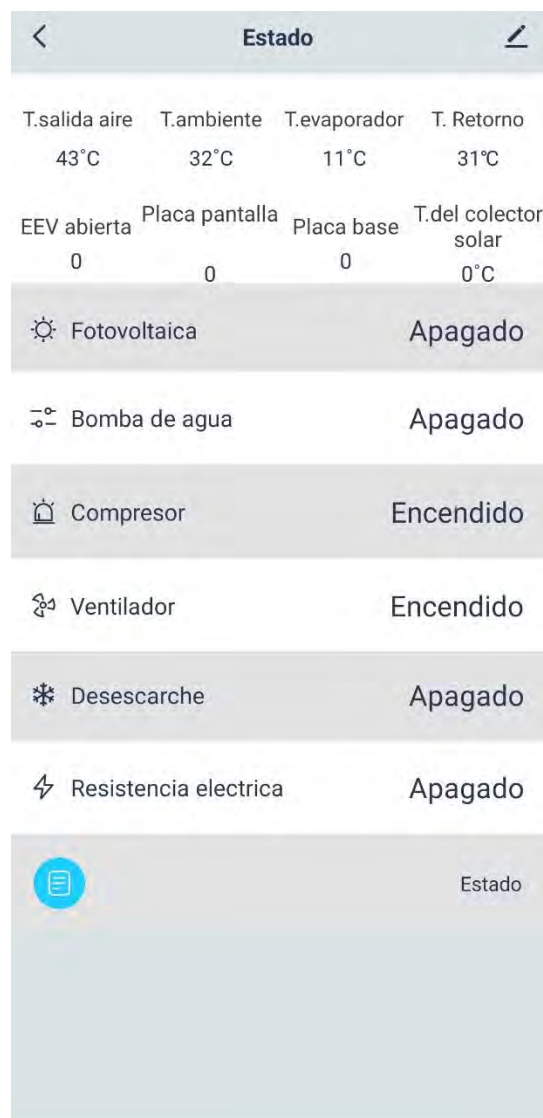 Estado
T.salida aire T.ambiente T.evaporador T. Retorno
43°C 32°C 11°C 31°C
EEV abierta Placa pantalla Placa base T.del colector solar
0 0 0 0°C
Fotovoltaica Apagado
Bomba de agua Apagado
Compresor Encendido
Ventilador Encendido
Desescarche Apagado
Resistencia electrica Apagado
Estado